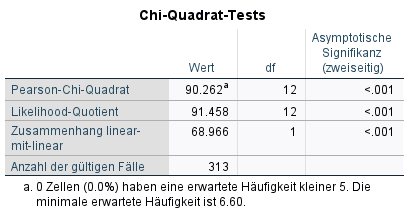 Chi-Quadrat-Tests
Wert df Asymptotische Signifikanz (zweiseitig)
Pearson-Chi-Quadrat 90.262a 12 <.001
Likelihood-Quotient 91.458 12 <.001
Zusammenhang linear-
mit-linear 68.966 1 <.001
Anzahl der gültigen Fälle 313
a. 0 Zellen (0.0%) haben eine erwartete Häufigkeit kleiner 5. Die
minimale erwartete Häufigkeit ist 6.60.